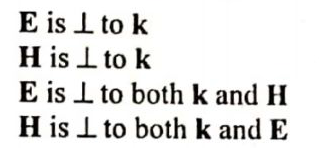 E is ⊥ to k
H is ⊥ to k
E is ⊥ to both k and H
H is ⊥ to both k and E